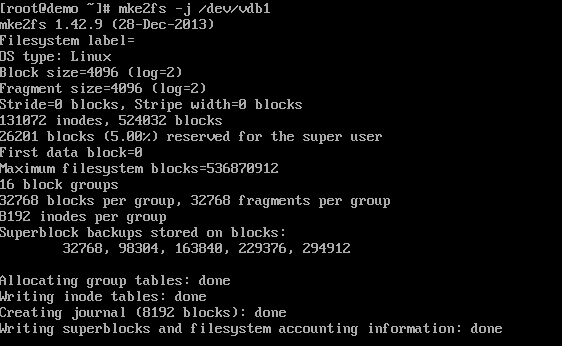 [root@demo ~]# mke2fs -j /dev/vdb1
mke2fs 1.42.9 (28-Dec-2013)
Filesystem label=
OS type: Linux
Block size=4096 (log=2)
Fragment size=4096 (log=2)
Stride=0 blocks, Stripe width=0 blocks
131072 inodes, 524032 blocks
26201 blocks (5.00%) reserved for the super user
First data block=0
Maximum filesystem blocks=536870912
16 block groups
32768 blocks per group, 32768 fragments per group
8192 inodes per group
Superblock backups stored on blocks:
32768, 98304, 163840, 229376, 294912
Allocating group tables: done
Writing inode tables: done
Creating journal (8192 blocks): done
Writing superblocks and filesystem accounting information: done